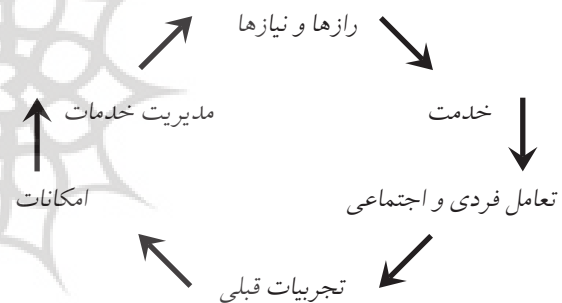 رازها و نیازها
مدیریت خدمات
خدمت
امکانات
تعامل فردی و اجتماعی
تجربیات قبلی